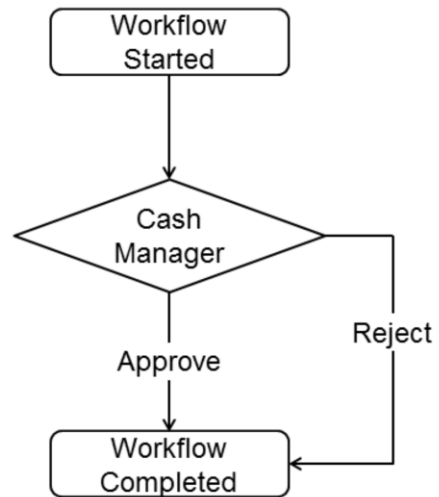 Workflow
Started
Cash
Manager
Reject
Approve
Workflow
Completed